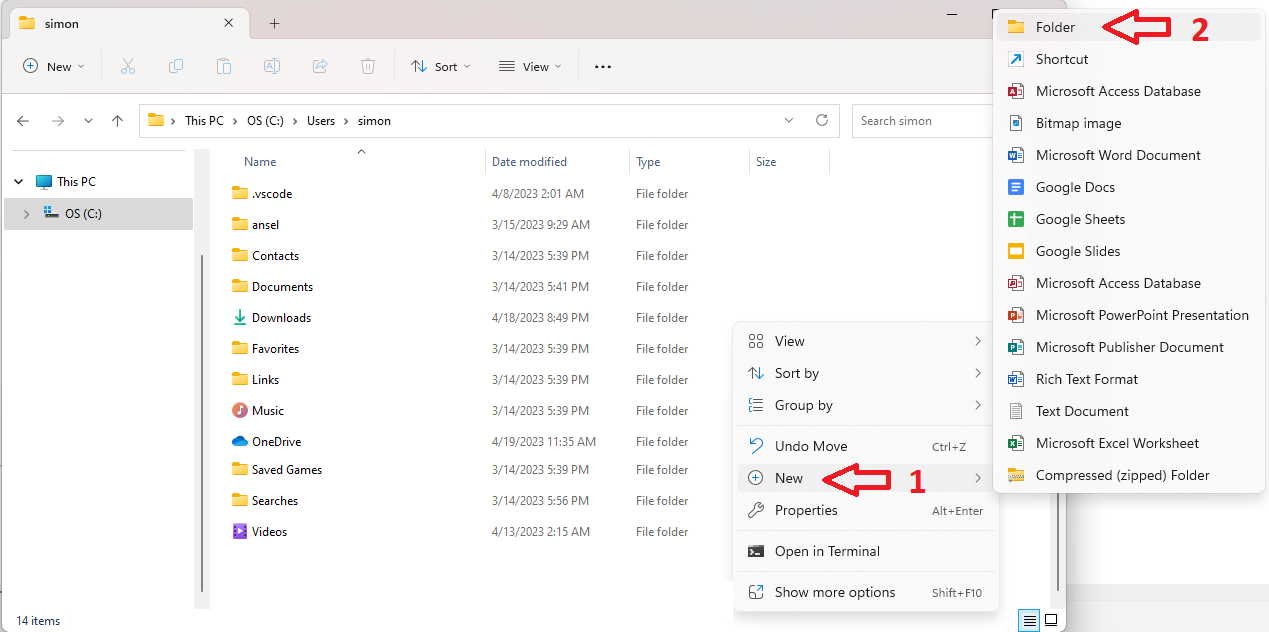 simon
New
Sort
View
This PC
OS (C:)
Users
simon
Search simon
This PC
OS (C:)
Name
Date modified
Type
Size
.vscode
4/8/2023 2:01 AM
File folder
ansel
3/15/2023 9:29 AM
File folder
Contacts
3/14/2023 5:39 PM
File folder
Documents
3/14/2023 5:41 PM
File folder
Downloads
4/18/2023 8:49 PM
File folder
Favorites
3/14/2023 5:39 PM
File folder
Links
3/14/2023 5:39 PM
File folder
Music
3/14/2023 5:39 PM
File folder
OneDrive
4/19/2023 11:35 AM
File folder
Saved Games
3/14/2023 5:39 PM
File folder
Searches
3/14/2023 5:56 PM
File folder
Videos
4/13/2023 2:15 AM
File folder
14 items
View
Sort by
Group by
Undo Move
Ctrl+Z
New
1
Properties
Alt+Enter
Open in Terminal
Show more options
Shift+F10
Folder
2
Shortcut
Microsoft Access Database
Bitmap image
Microsoft Word Document
Google Docs
Google Sheets
Google Slides
Microsoft Access Database
Microsoft PowerPoint Presentation
Microsoft Publisher Document
Rich Text Format
Text Document
Microsoft Excel Worksheet
Compressed (zipped) Folder